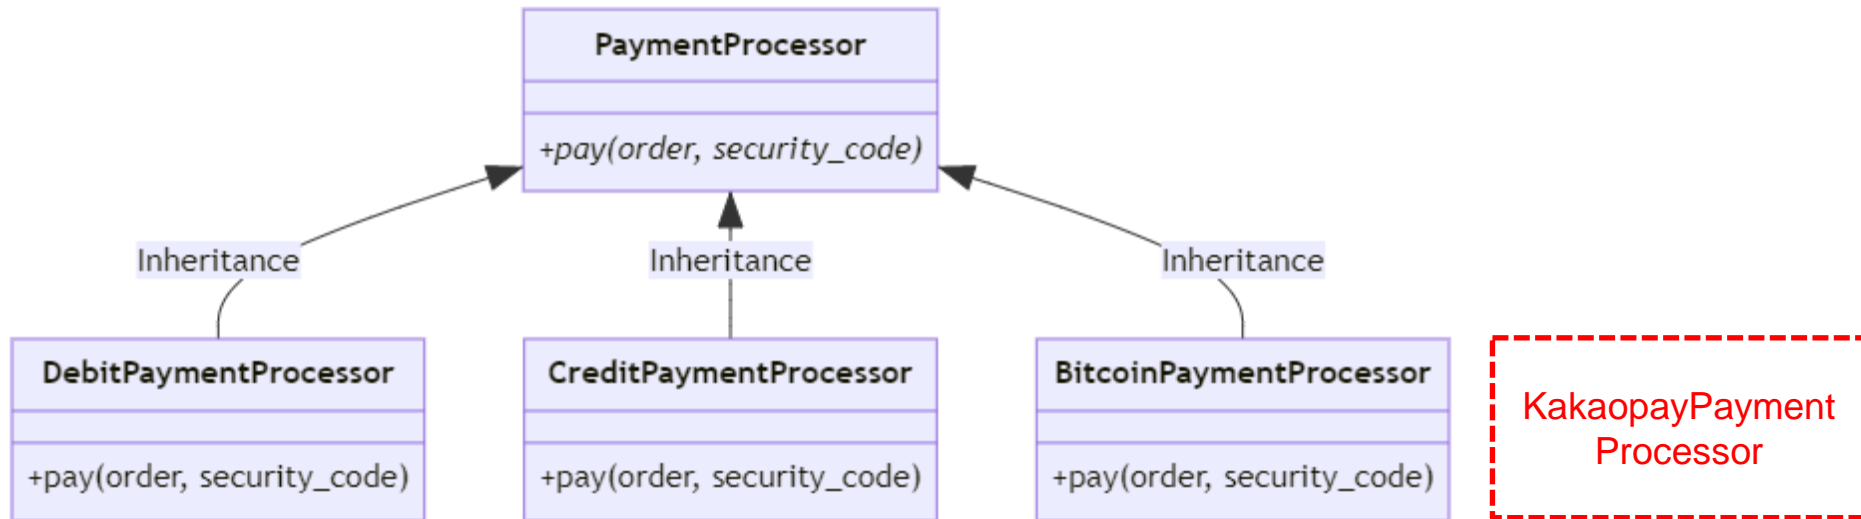 PaymentProcessor
+pay(order, security_code)
Inheritance
Inheritance
Inheritance
DebitPaymentProcessor
+pay(order, security_code)
CreditPaymentProcessor
+pay(order, security_code)
BitcoinPaymentProcessor
+pay(order, security_code)
KakaopayPayment
Processor